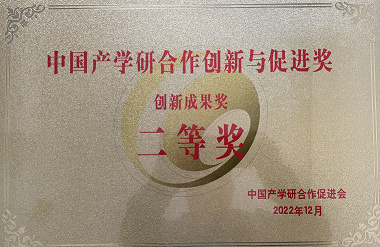 中国产学研合作创新与促进奖
创新成果奖
二等奖
中国产学研合作促进会
2022年12月